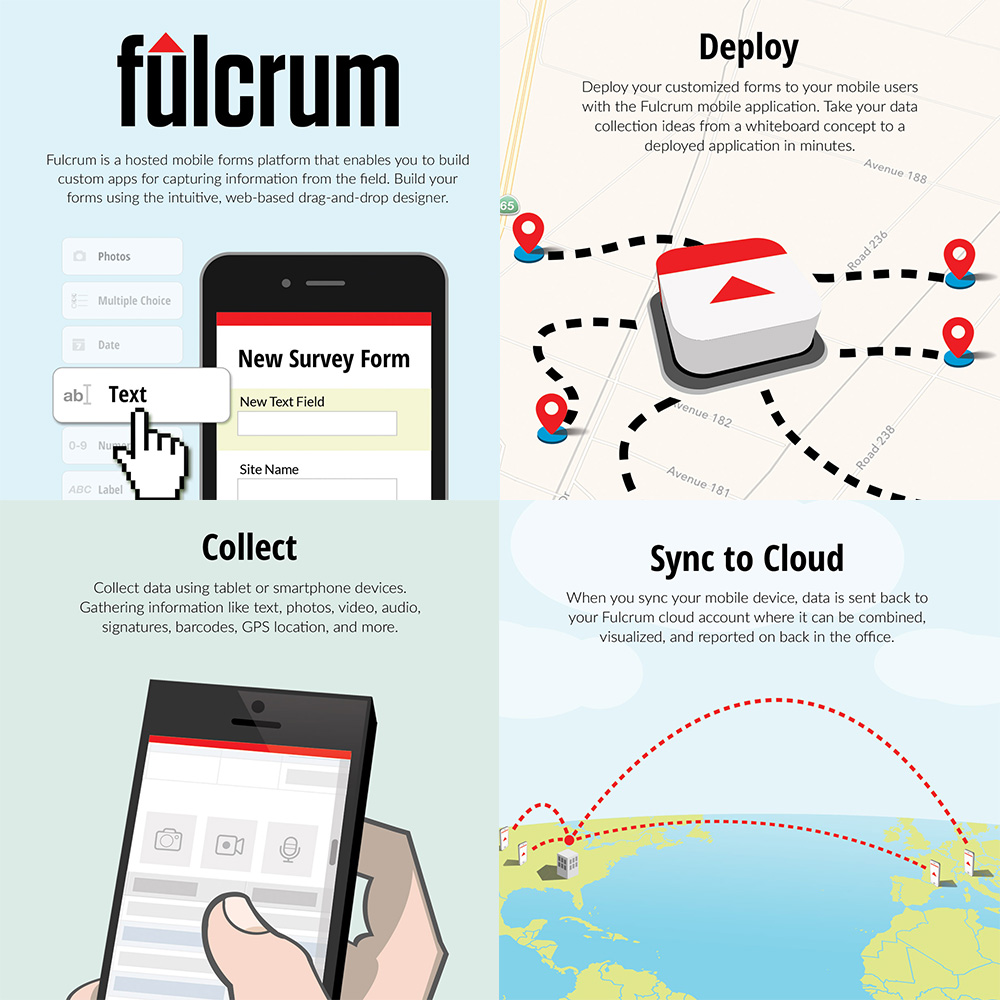 fulcrum
Fulcrum is a hosted mobile forms platform that enables you to build
custom apps for capturing information from the field. Build your
forms using the intuitive, web-based drag-and-drop designer.
Photos
Multiple Choice
7 Date
ab Text
0-9
ABC Label
New Survey Form
New Text Field
Site Name
Deploy
Deploy your customized forms to your mobile users
with the Fulcrum mobile application. Take your data
collection ideas from a whiteboard concept to a
deployed application in minutes.
Avenue 188
65
Road 236
Avenue 182
Road 238
Avenue 181
Dr
Collect
Collect data using tablet or smartphone devices.
Gathering information like text, photos, video, audio,
signatures, barcodes, GPS location, and more.
Sync to Cloud
When you sync your mobile device, data is sent back to
your Fulcrum cloud account where it can be combined,
visualized, and reported on back in the office.